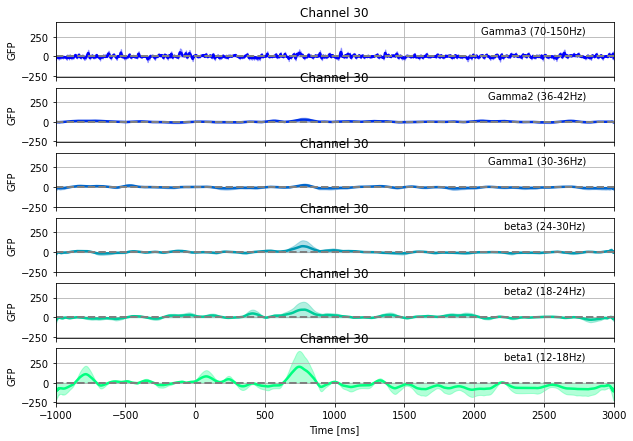 Channel 30
GFP
250
0
−250
Gamma3 (70-150Hz)
Channel 30
GFP
250
0
−250
Gamma2 (36-42Hz)
Channel 30
GFP
250
0
−250
Gamma1 (30-36Hz)
Channel 30
GFP
250
0
−250
beta3 (24-30Hz)
Channel 30
GFP
250
0
−250
beta2 (18-24Hz)
Channel 30
GFP
250
0
−250
beta1 (12-18Hz)
−1000 −500 0 500 1000 1500 2000 2500 3000
Time [ms]